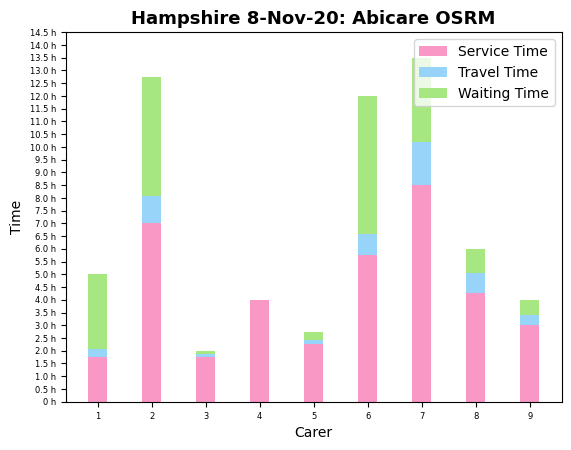 Hampshire 8-Nov-20: Abicare OSRM
Service Time
Travel Time
Waiting Time
Time
14.5 h
14.0 h
13.5 h
13.0 h
12.5 h
12.0 h
11.5 h
11.0 h
10.5 h
10.0 h
9.5 h
9.0 h
8.5 h
8.0 h
7.5 h
7.0 h
6.5 h
6.0 h
5.5 h
5.0 h
4.5 h
4.0 h
3.5 h
3.0 h
2.5 h
2.0 h
1.5 h
1.0 h
0.5 h
0 h
1 2 3 4 5 6 7 8 9
Carer